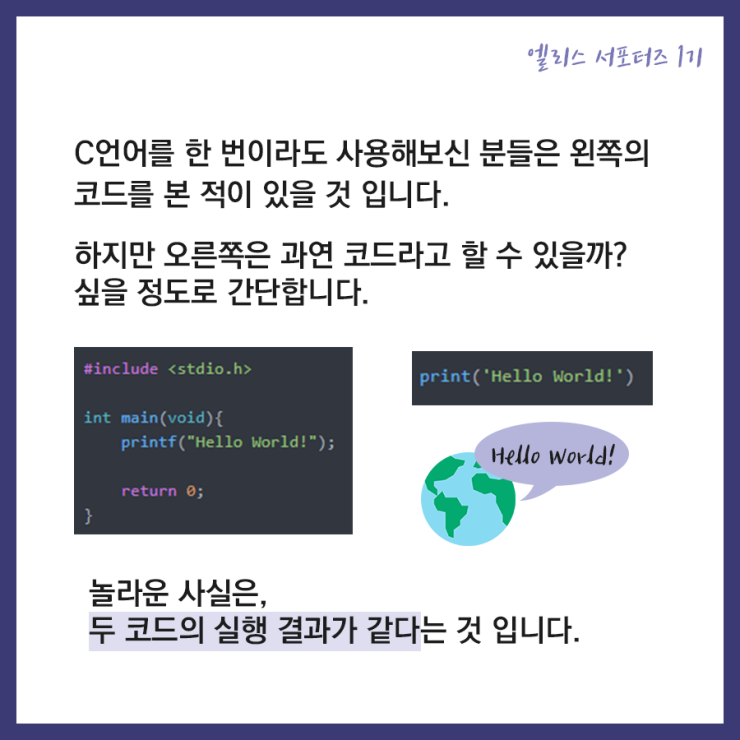 엘리스 서포터즈 1기
C언어를 한 번이라도 사용해보신 분들은 왼쪽의
코드를 본 적이 있을 것 입니다.
하지만 오른쪽은 과연 코드라고 할 수 있을까?
싶을 정도로 간단합니다.
#include <stdio.h>
int main(void){
    printf("Hello World!");
    return 0;
}
print('Hello World!')
Hello World!
놀라운 사실은,
두 코드의 실행 결과가 같다는 것 입니다.